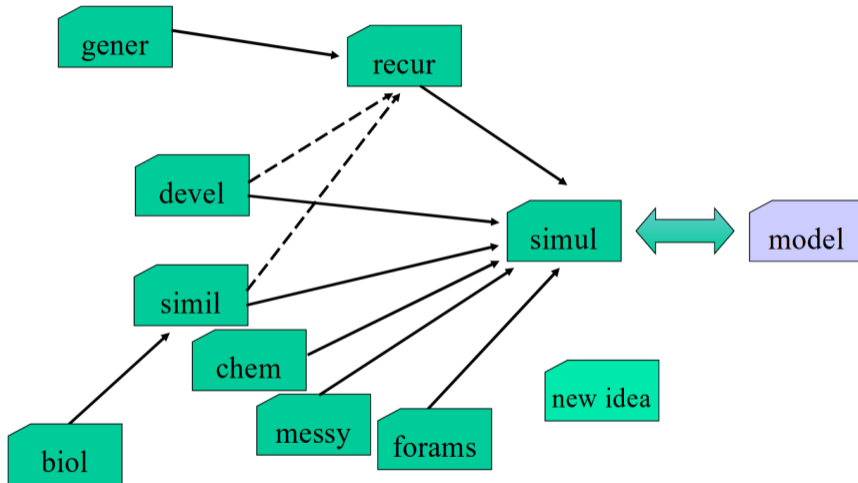 gener
recur
devel
simul
model
simil
chem
new idea
messy
forams
biol